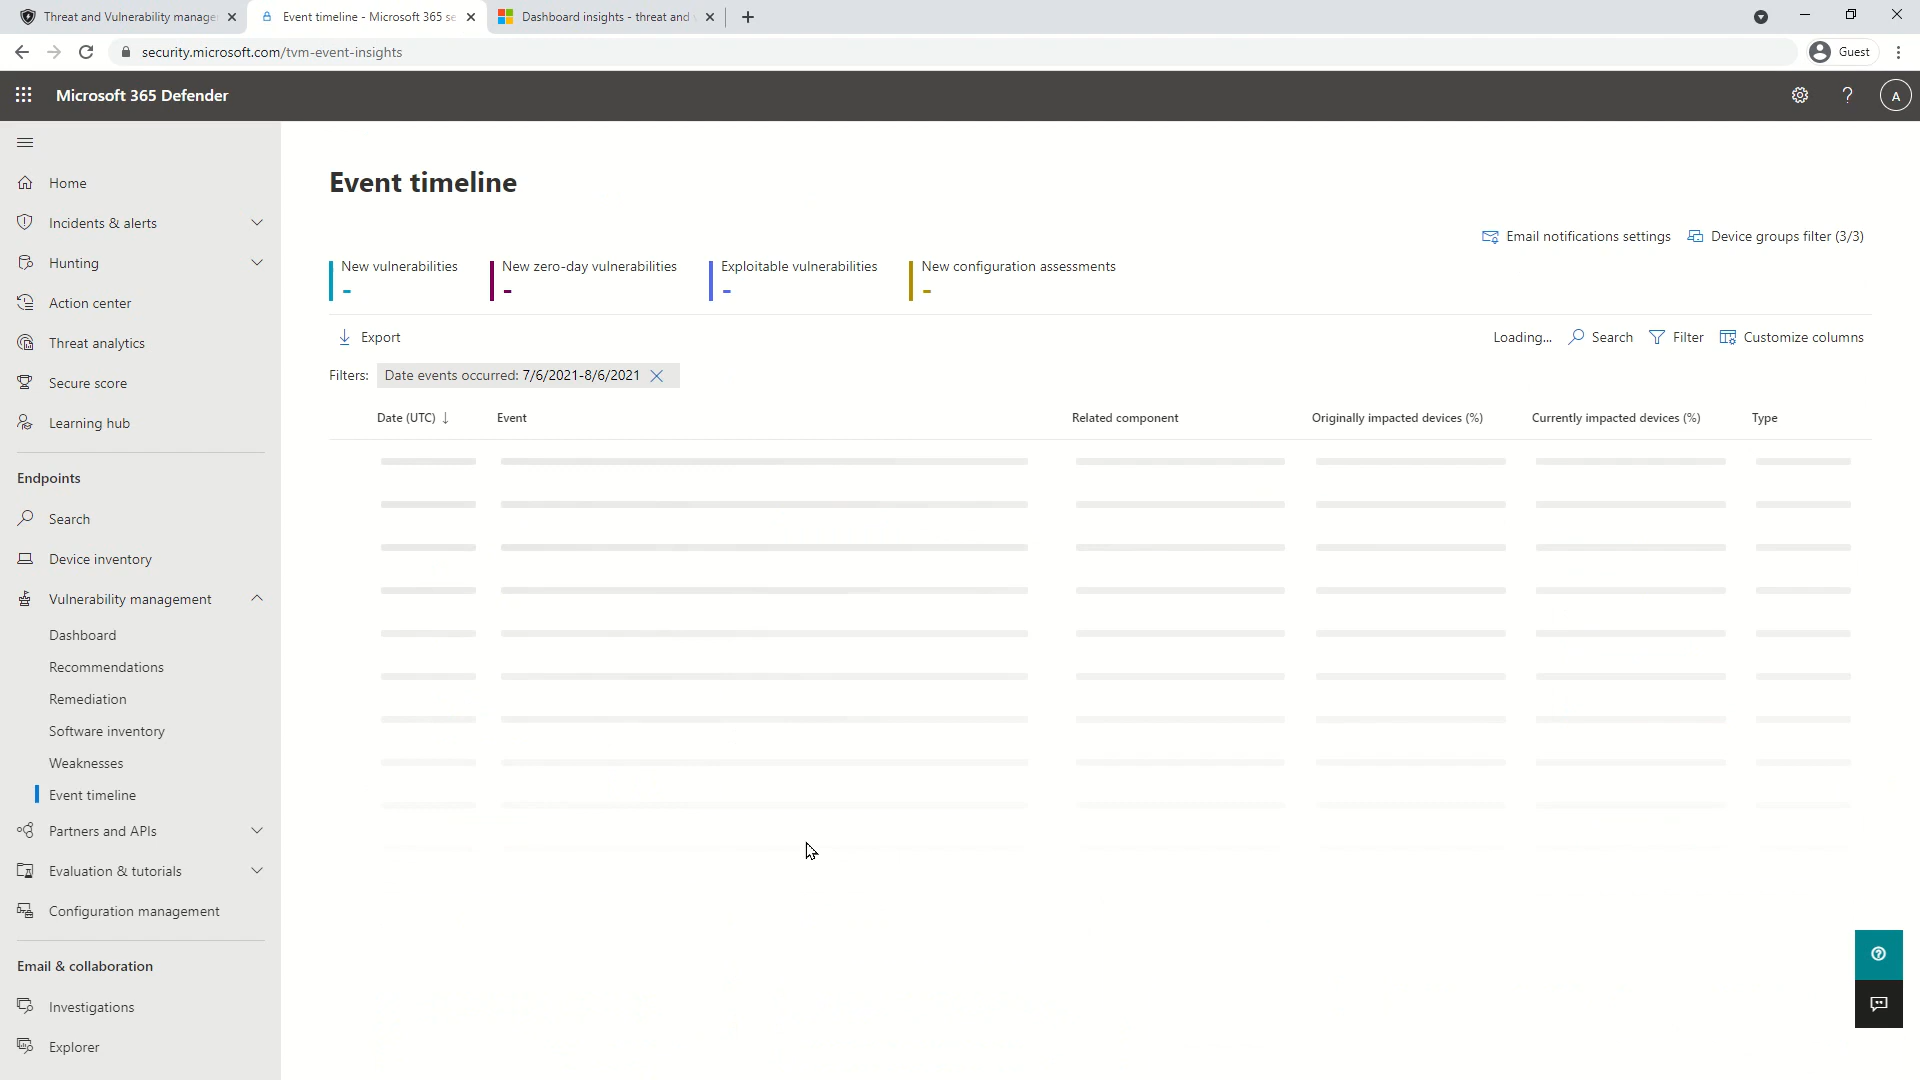 Threat and Vulnerability manage
Event timeline - Microsoft 365 se
Dashboard insights - threat and
security.microsoft.com/tvm-event-insights
Guest
Microsoft 365 Defender
?
A
Home
Incidents & alerts
Hunting
Action center
Threat analytics
Secure score
Learning hub
Endpoints
Search
Device inventory
Vulnerability management
Dashboard
Recommendations
Remediation
Software inventory
Weaknesses
Event timeline
Partners and APIs
Evaluation & tutorials
Configuration management
Email & collaboration
Investigations
Explorer
Event timeline
Email notifications settings
Device groups filter (3/3)
New vulnerabilities
-
New zero-day vulnerabilities
-
Exploitable vulnerabilities
-
New configuration assessments
-
Export
Loading...
Search
Filter
Customize columns
Filters: Date events occurred: 7/6/2021-8/6/2021
Date (UTC) ↓
Event
Related component
Originally impacted devices (%)
Currently impacted devices (%)
Type